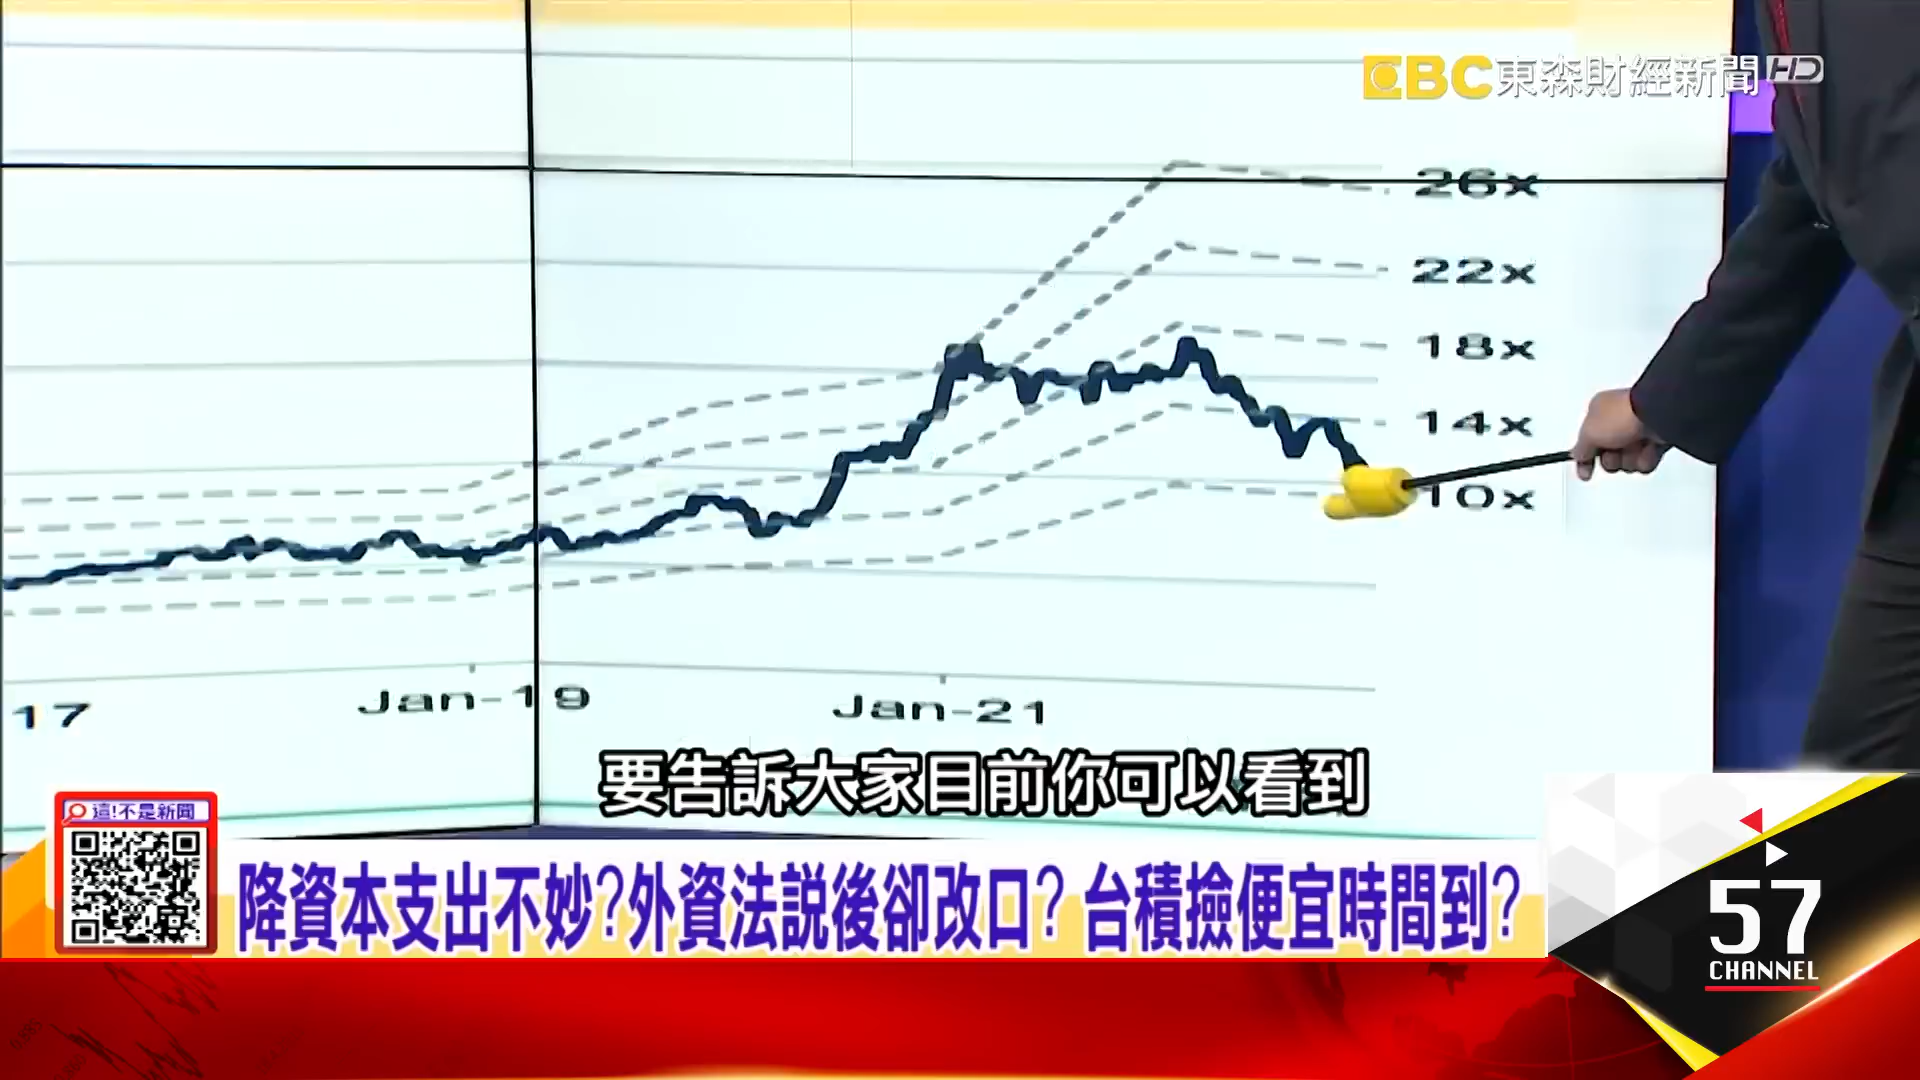 EBC東森財經新聞HD
26x
22x
18x
14x
10x
17
Jan-19
Jan-21
要告訴大家目前你可以看到
這!不是新聞
降資本支出不妙?外資法說後卻改口?台積撿便宜時間到?
57
CHANNEL